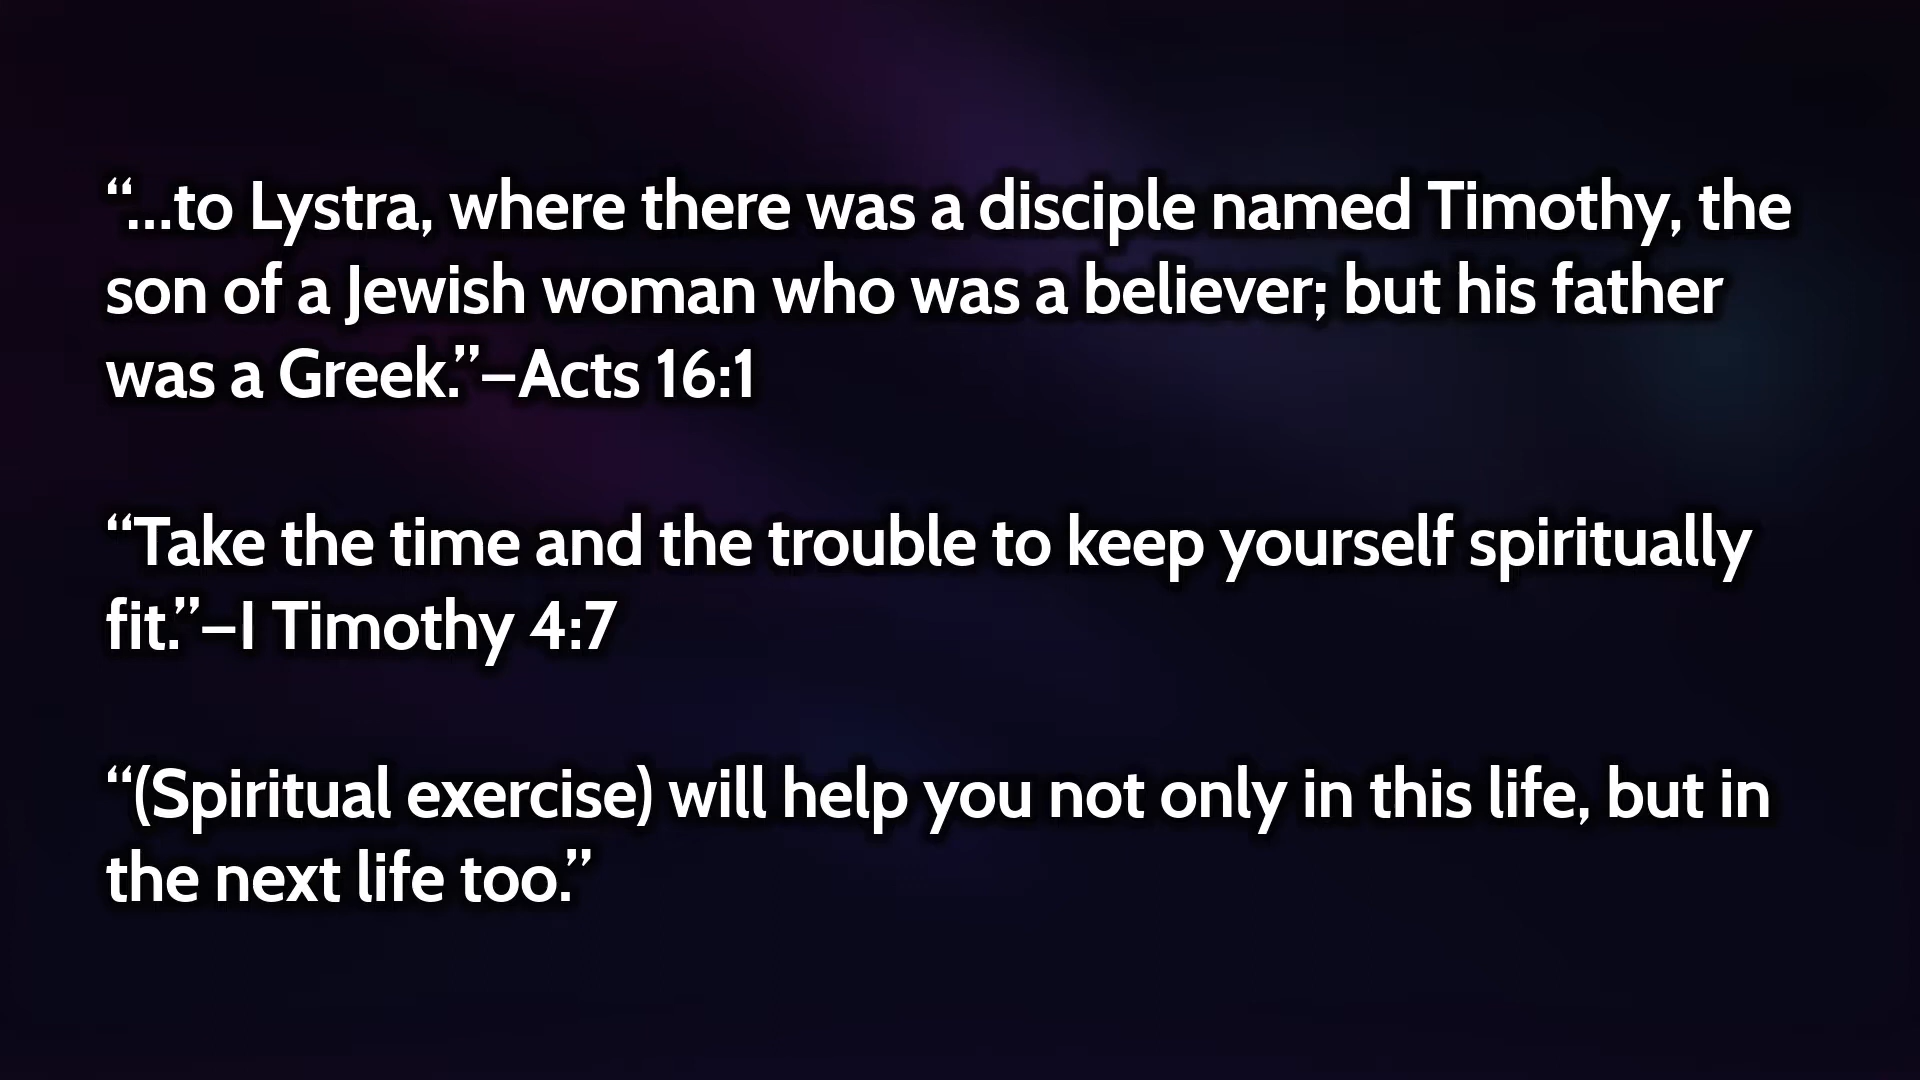 “...to Lystra, where there was a disciple named Timothy, the
son of a Jewish woman who was a believer; but his father
was a Greek.”–Acts 16:1
“Take the time and the trouble to keep yourself spiritually
fit.”–I Timothy 4:7
“(Spiritual exercise) will help you not only in this life, but in
the next life too.”